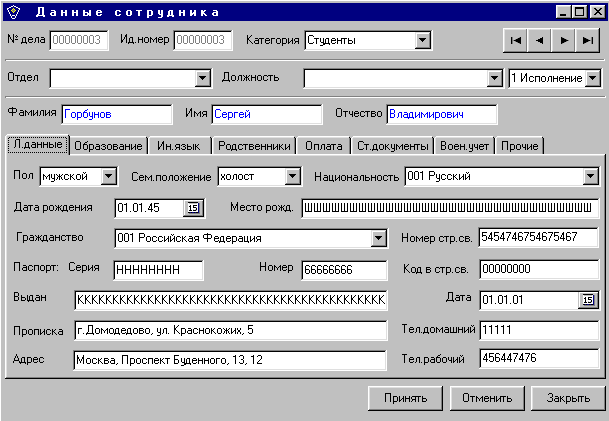 Данные сотрудника
№ дела 00000003 Ид.номер 00000003 Категория Студенты
Отдел Должность 1 Исполнение
Фамилия Горбунов Имя Сергей Отчество Владимирович
Л.данные Образование Ин.язык Родственники Оплата Ст.документы Воен.учет Прочие
Пол мужской Сем.положение холост Национальность 001 Русский
Дата рождения 01.01.45 15 Место рожд. ШШШШШШШШШШШШШШШШШШШШШШШШШШШШШШ
Гражданство 001 Российская Федерация Номер стр.св. 5454746754675467
Паспорт: Серия НННННННН Номер 66666666 Код в стр.св. 00000000
Выдан КККККККККККККККККККККККККККККККККККККККККККК Дата 01.01.01 15
Прописка г.Домодедово, ул. Краснокожих, 5 Тел.домашний 11111
Адрес Москва, Проспект Буденного, 13, 12 Тел.рабочий 456447476
Принять Отменить Закрыть